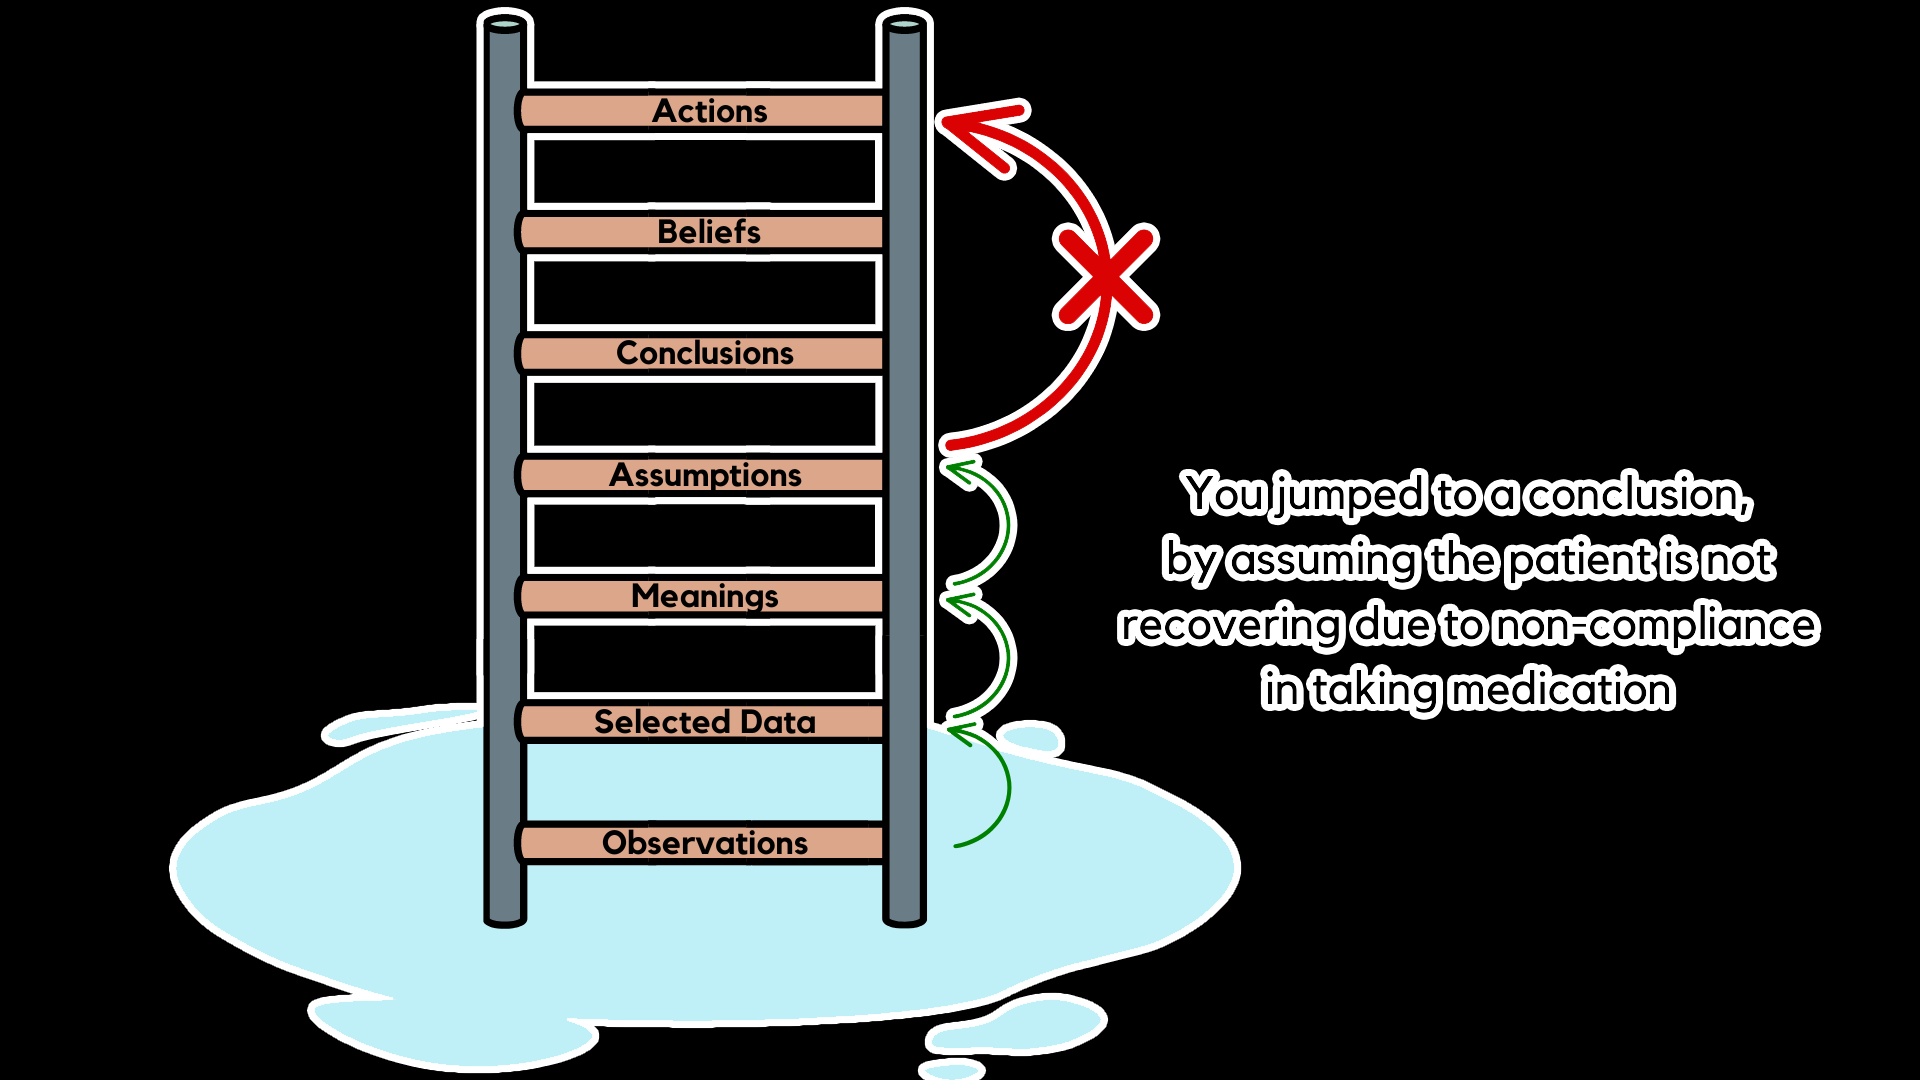 Actions
Beliefs
Conclusions
Assumptions
Meanings
Selected Data
Observations
You jumped to a conclusion,
by assuming the patient is not
recovering due to non-compliance
in taking medication